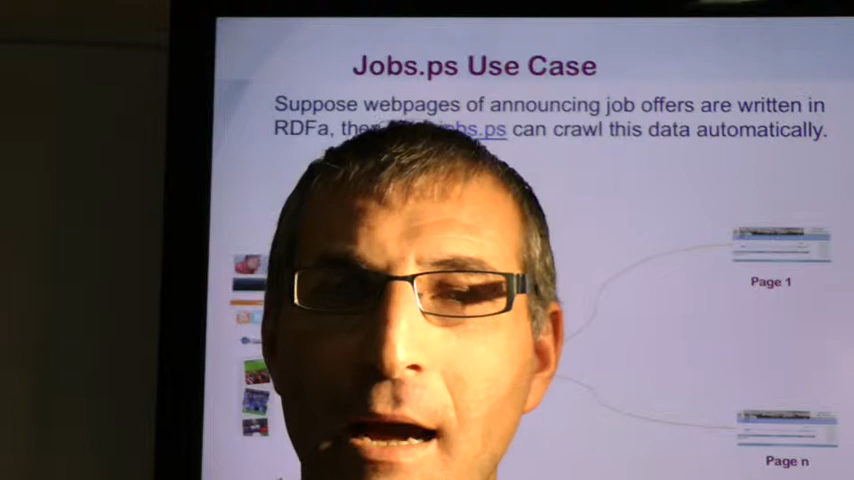 Jobs.ps Use Case
Suppose webpages of announcing job offers are written in
RDFa, then jobs.ps can crawl this data automatically.
Page 1
Page n